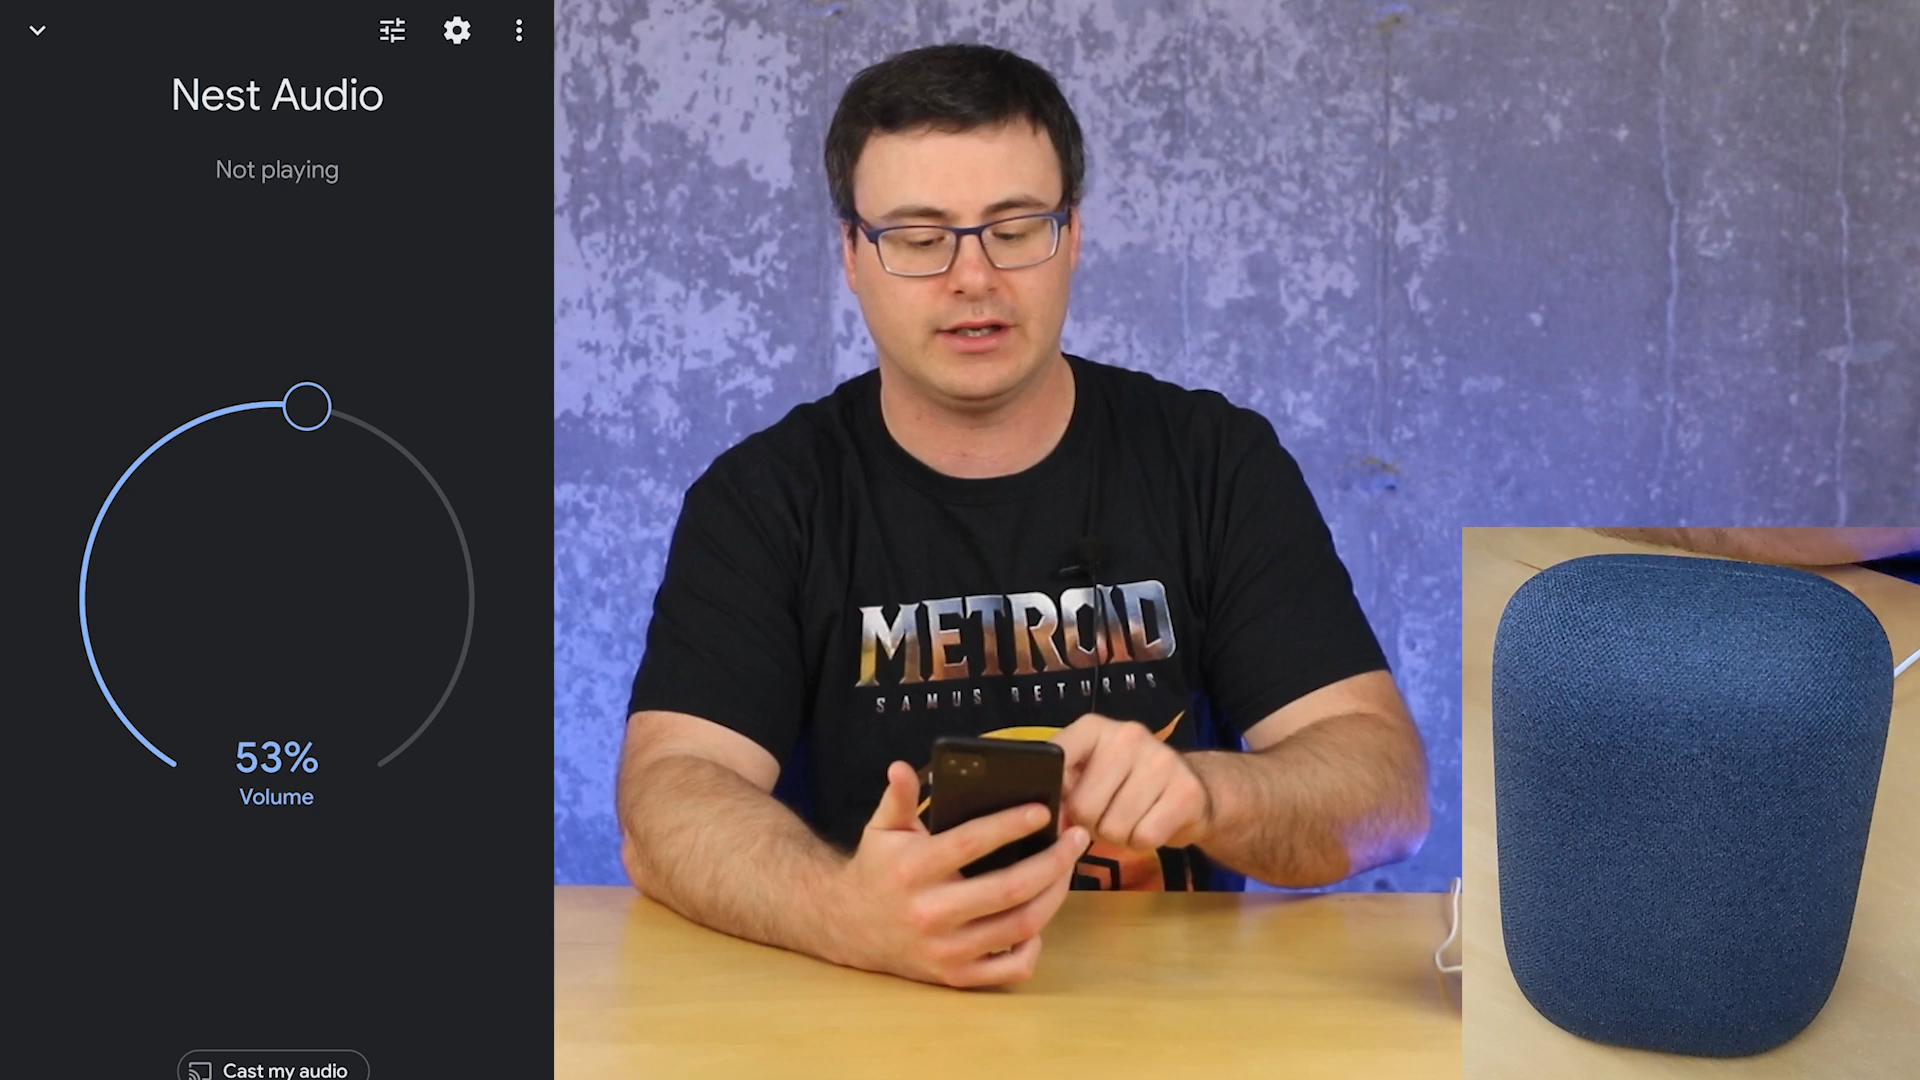 Nest Audio
Not playing
53%
Volume
Cast my audio
METROID
SAMUS RETURNS